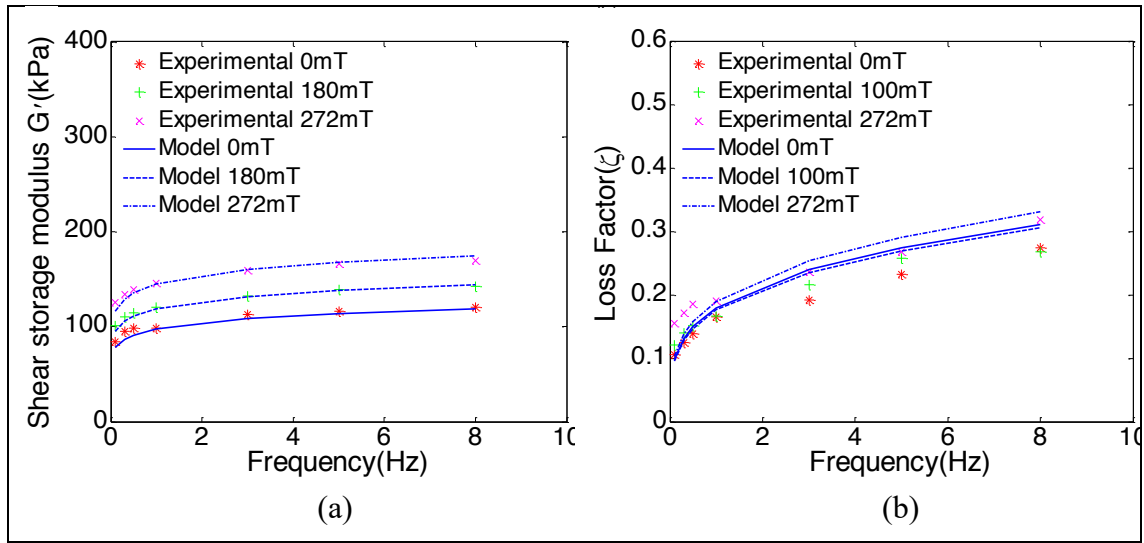 Shear storage modulus G′(kPa)
400
300
200
100
0
Experimental 0mT
Experimental 180mT
Experimental 272mT
Model 0mT
Model 180mT
Model 272mT
0 2 4 6 8 10
Frequency(Hz)
(a)
Loss Factor(ζ)
0.6
0.5
0.4
0.3
0.2
0.1
0
Experimental 0mT
Experimental 100mT
Experimental 272mT
Model 0mT
Model 100mT
Model 272mT
0 2 4 6 8 10
Frequency(Hz)
(b)